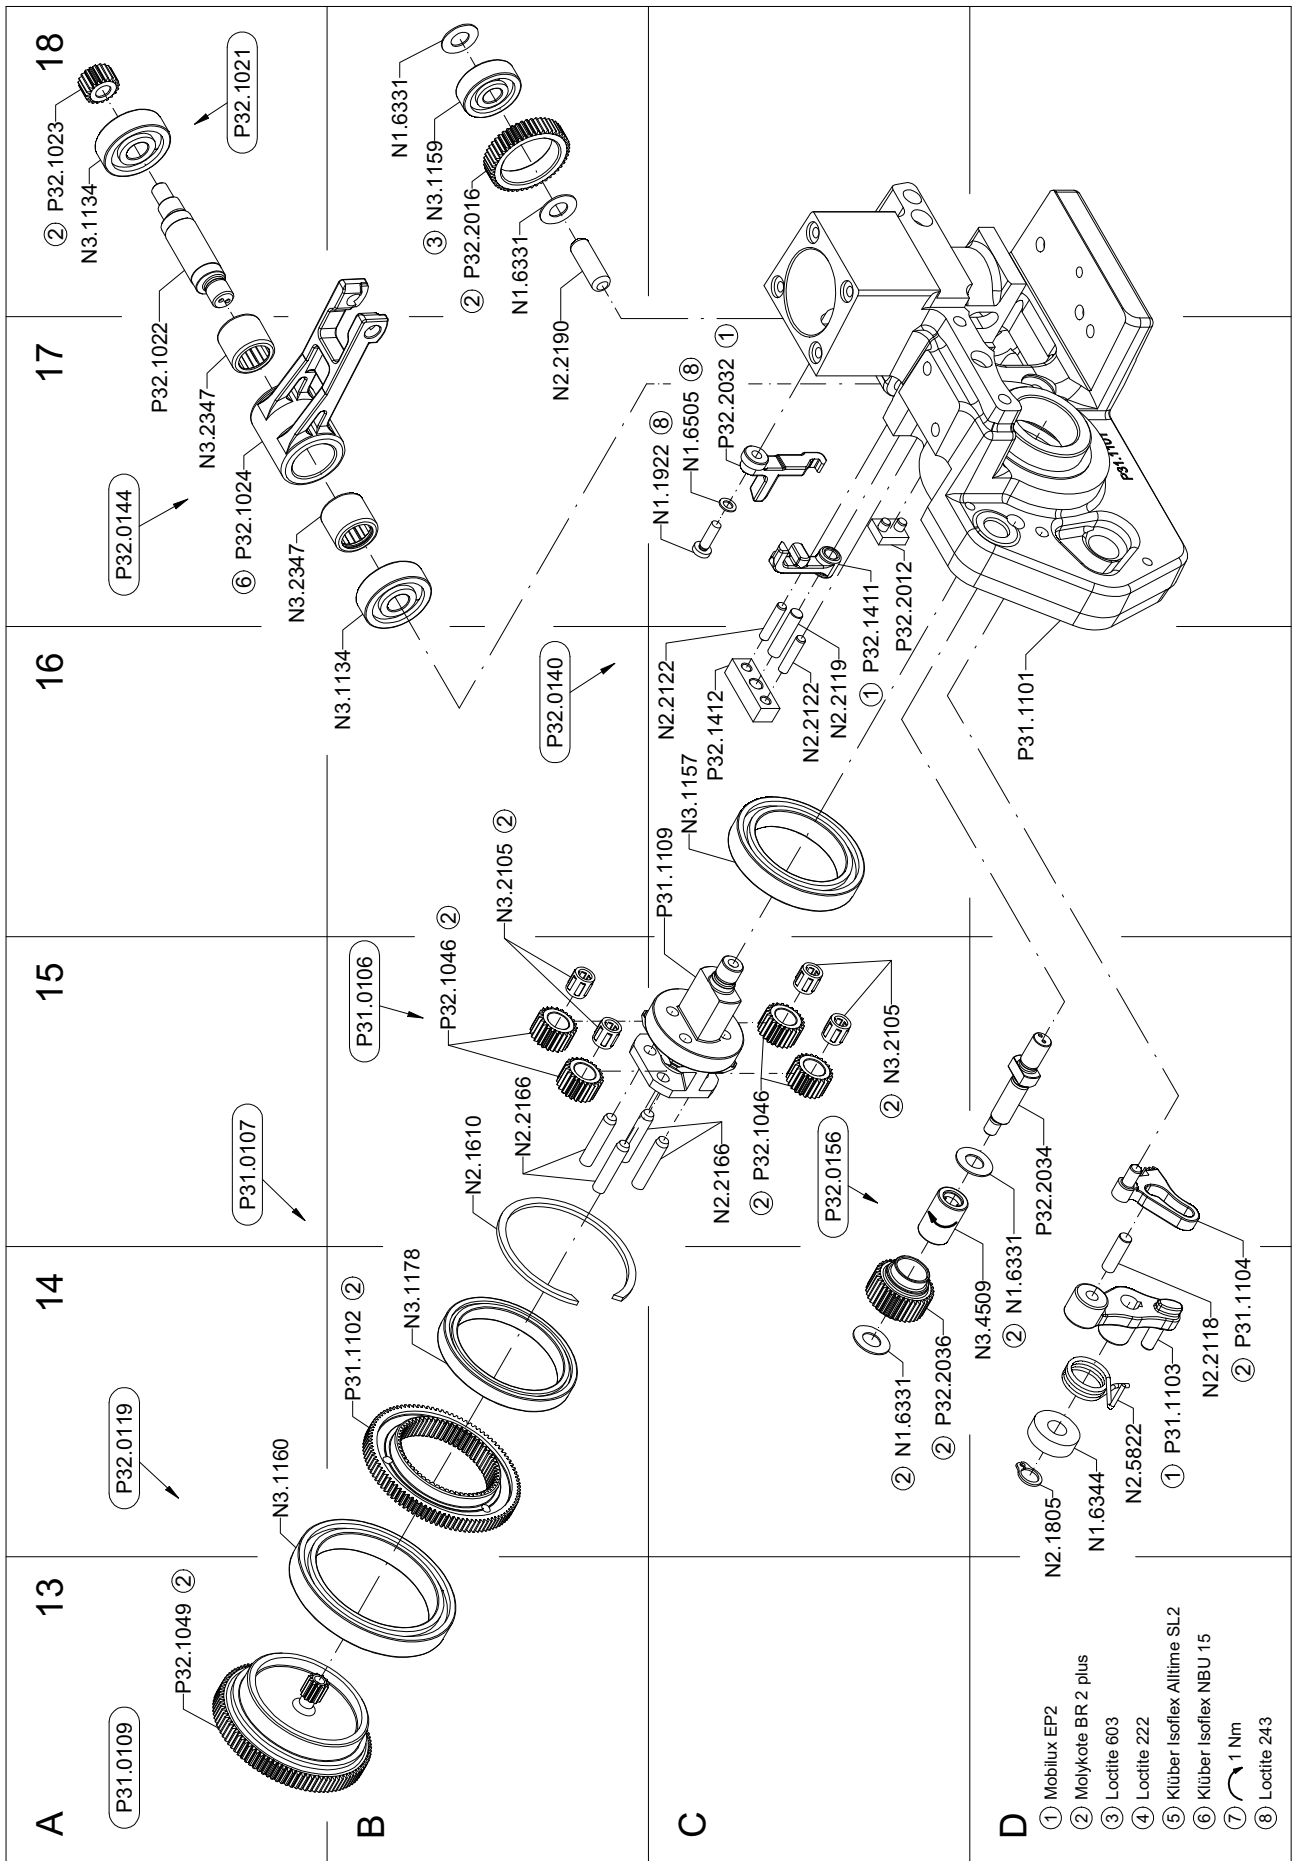 A
13
14
15
16
17
18
P31.0109
P32.0119
P31.0107
P31.0106
P32.0144
P32.1021
P32.1049 ②
N3.1160
P31.1102 ②
N3.1178
N2.1610
N2.2166
P32.1046 ②
N3.2105 ②
N3.1134
N3.2347
⑥ P32.1024
N3.2347
P32.1022
N3.1134
② P32.1023
B
P32.0140
N2.2166
② P32.1046
P31.1109
N3.1157
N2.2190
N1.6331
② P32.2016
③ N3.1159
N1.6331
C
P32.0156
② N3.2105
N2.2122
P32.1412
N2.2122
N2.2119
① P32.1411
P32.2012
N1.1922 ⑧
N1.6505 ⑧
P32.2032 ①
② N1.6331
② P32.2036
N3.4509
② N1.6331
P32.2034
P31.1101
P31.1101
D
N2.1805
N1.6344
N2.5822
① P31.1103
N2.2118
② P31.1104
① Mobilux EP2
② Molykote BR 2 plus
③ Loctite 603
④ Loctite 222
⑤ Klüber Isoflex Alltime SL2
⑥ Klüber Isoflex NBU 15
⑦ 1 Nm
⑧ Loctite 243